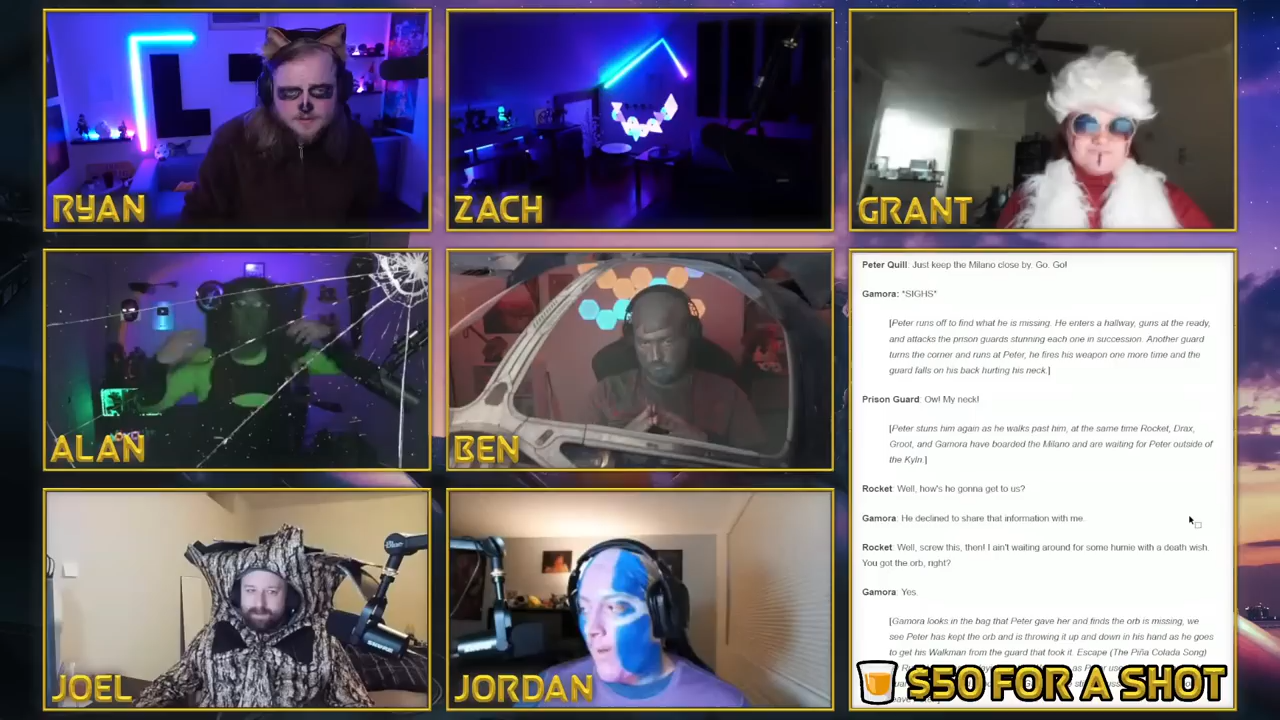 RYAN
ZACH
GRANT
ALAN
BEN
Peter Quill: Just keep the Milano close by. Go. Go!
Gamora: *SIGHS*
[Peter runs off to find what he is missing. He enters a hallway, guns at the ready,
and attacks the prison guards stunning each one in succession. Another guard
turns the corner and runs at Peter, he fires his weapon one more time and the
guard falls on his back hurting his neck.]
Prison Guard: Ow! My neck!
[Peter stuns him again as he walks past him, at the same time Rocket, Drax,
Groot, and Gamora have boarded the Milano and are waiting for Peter outside of
the Kyln.]
Rocket: Well, how's he gonna get to us?
Gamora: He declined to share that information with me.
Rocket: Well, screw this, then! I ain't waiting around for some humie with a death wish.
You got the orb, right?
Gamora: Yes.
[Gamora looks in the bag that Peter gave her and finds the orb is missing, we
see Peter has kept the orb and is throwing it up and down in his hand as he goes
to get his Walkman from the guard that took it. Escape (The Piña Colada Song)
JOEL
JORDAN
$50 FOR A SHOT